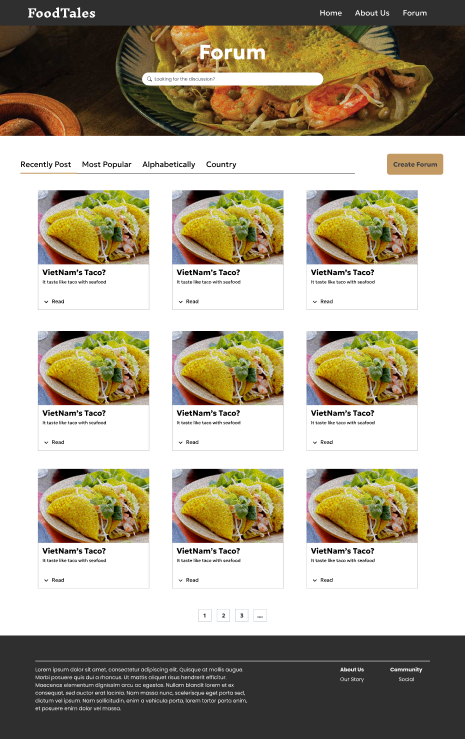 FoodTales
Home About Us Forum
Forum
Looking for the discussion?
Recently Post Most Popular Alphabetically Country
Create Forum
VietNam's Taco? VietNam's Taco? VietNam's Taco?
It taste like taco with seafood It taste like taco with seafood It taste like taco with seafood
Read Read Read
VietNam's Taco? VietNam's Taco? VietNam's Taco?
It taste like taco with seafood It taste like taco with seafood It taste like taco with seafood
Read Read Read
VietNam's Taco? VietNam's Taco? VietNam's Taco?
It taste like taco with seafood It taste like taco with seafood It taste like taco with seafood
Read Read Read
1 2 3 ...
Lorem ipsum dolor sit amet, consectetur adipiscing elit. Quisque at mollis augue.
Morbi posuere quis dui a rhoncus. Ut mattis aliquet risus hendrerit efficitur.
Maecenas elementum dignissim arcu ac egestas. Nullam blandit lorem et ex
consequat, sed auctor erat lacinia. Nam massa nunc, scelerisque eget porta sed,
dictum vel ipsum. Nam sollicitudin, enim a vehicula porta, lorem tortor porta enim,
et posuere enim dolor vel massa.
About Us Community
Our Story Social